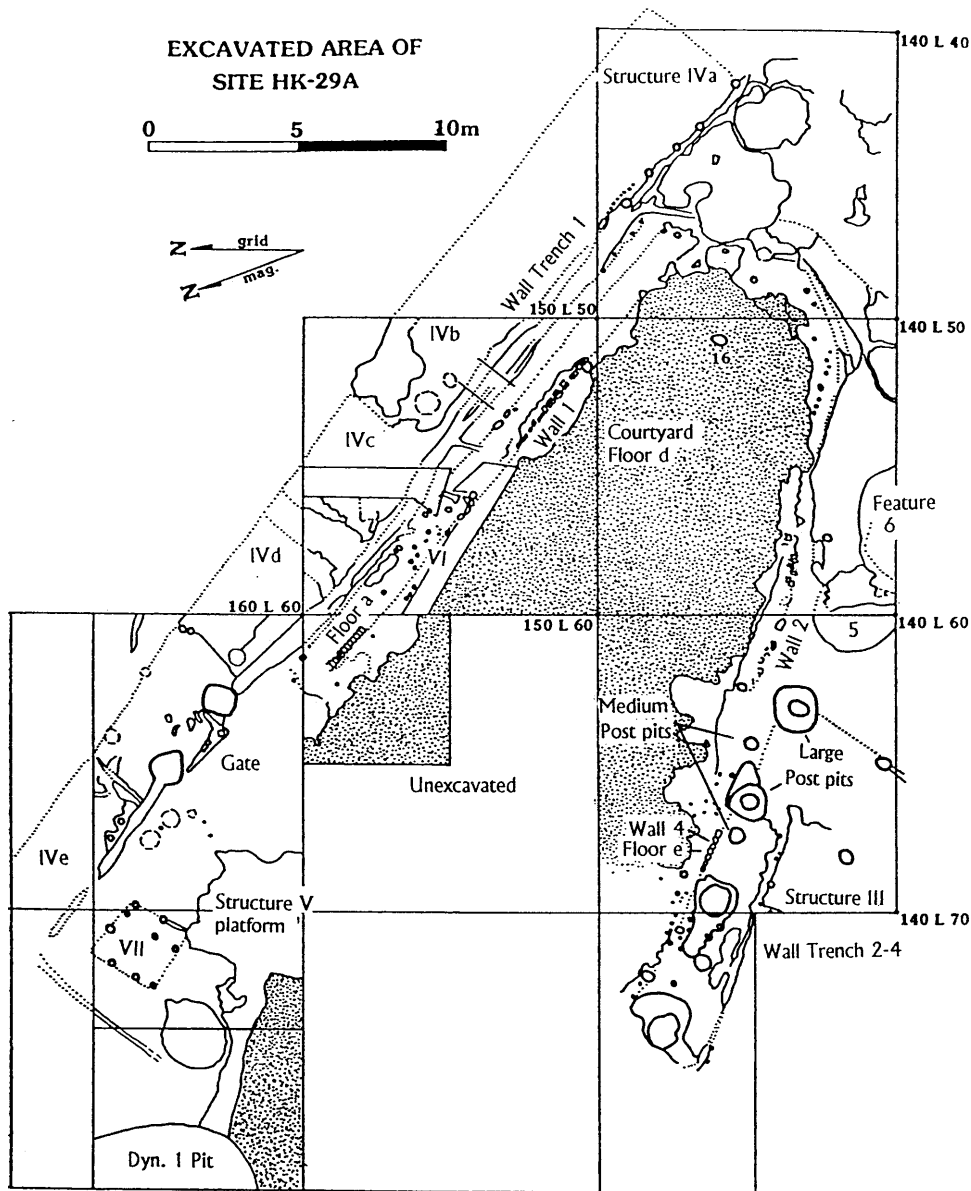 EXCAVATED AREA OF
SITE HK-29A
0 5 10m
N grid
N mag.
140 L 40
Structure IVa
Wall Trench 1
150 L 50
140 L 50
IVb
16
Wall 1
IVc
Courtyard
Floor d
Feature
6
IVd
VI
Floor a
160 L 60
150 L 60
140 L 60
5
Wall 2
Medium
Post pits
Large
Post pits
Gate
Unexcavated
Wall 4
Floor e
IVe
Structure V
platform
Structure III
140 L 70
VII
Wall Trench 2-4
Dyn. 1 Pit